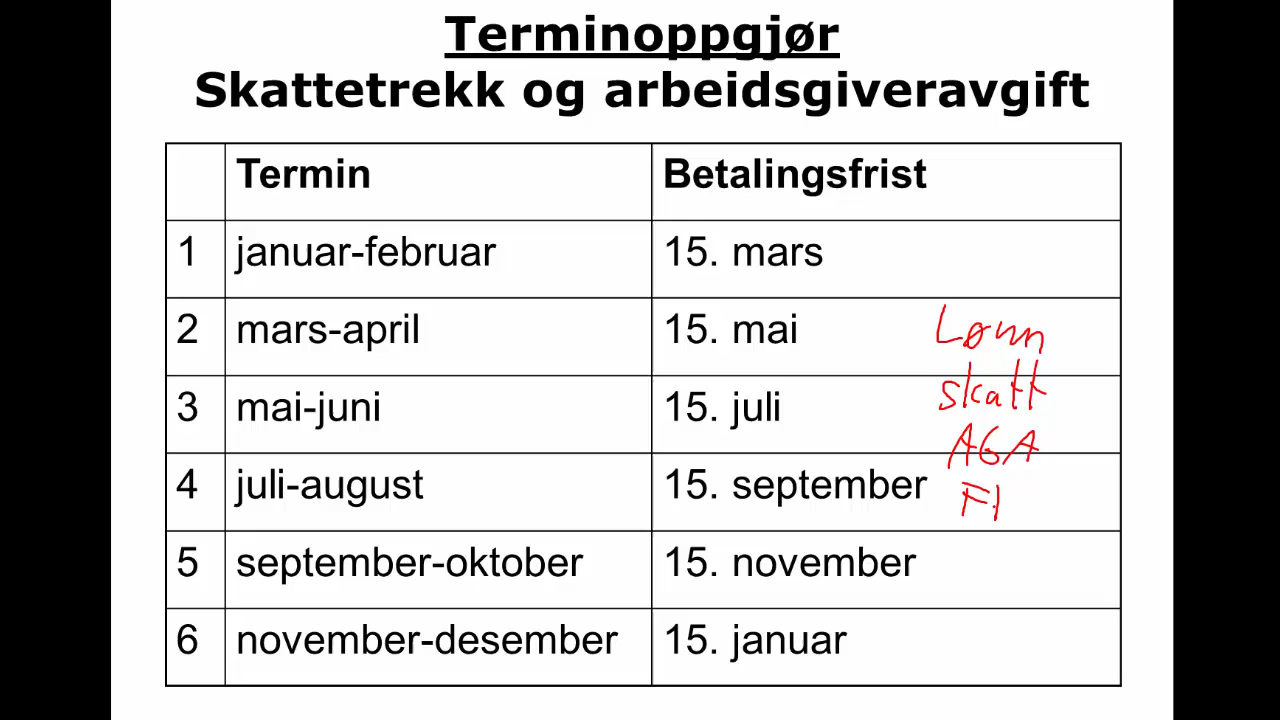 Terminoppgjør
Skattetrekk og arbeidsgiveravgift
Termin Betalingsfrist
1 januar-februar 15. mars
2 mars-april 15. mai Lønn
3 mai-juni 15. juli skatt
AGA
4 juli-august 15. september
5 september-oktober 15. november
6 november-desember 15. januar